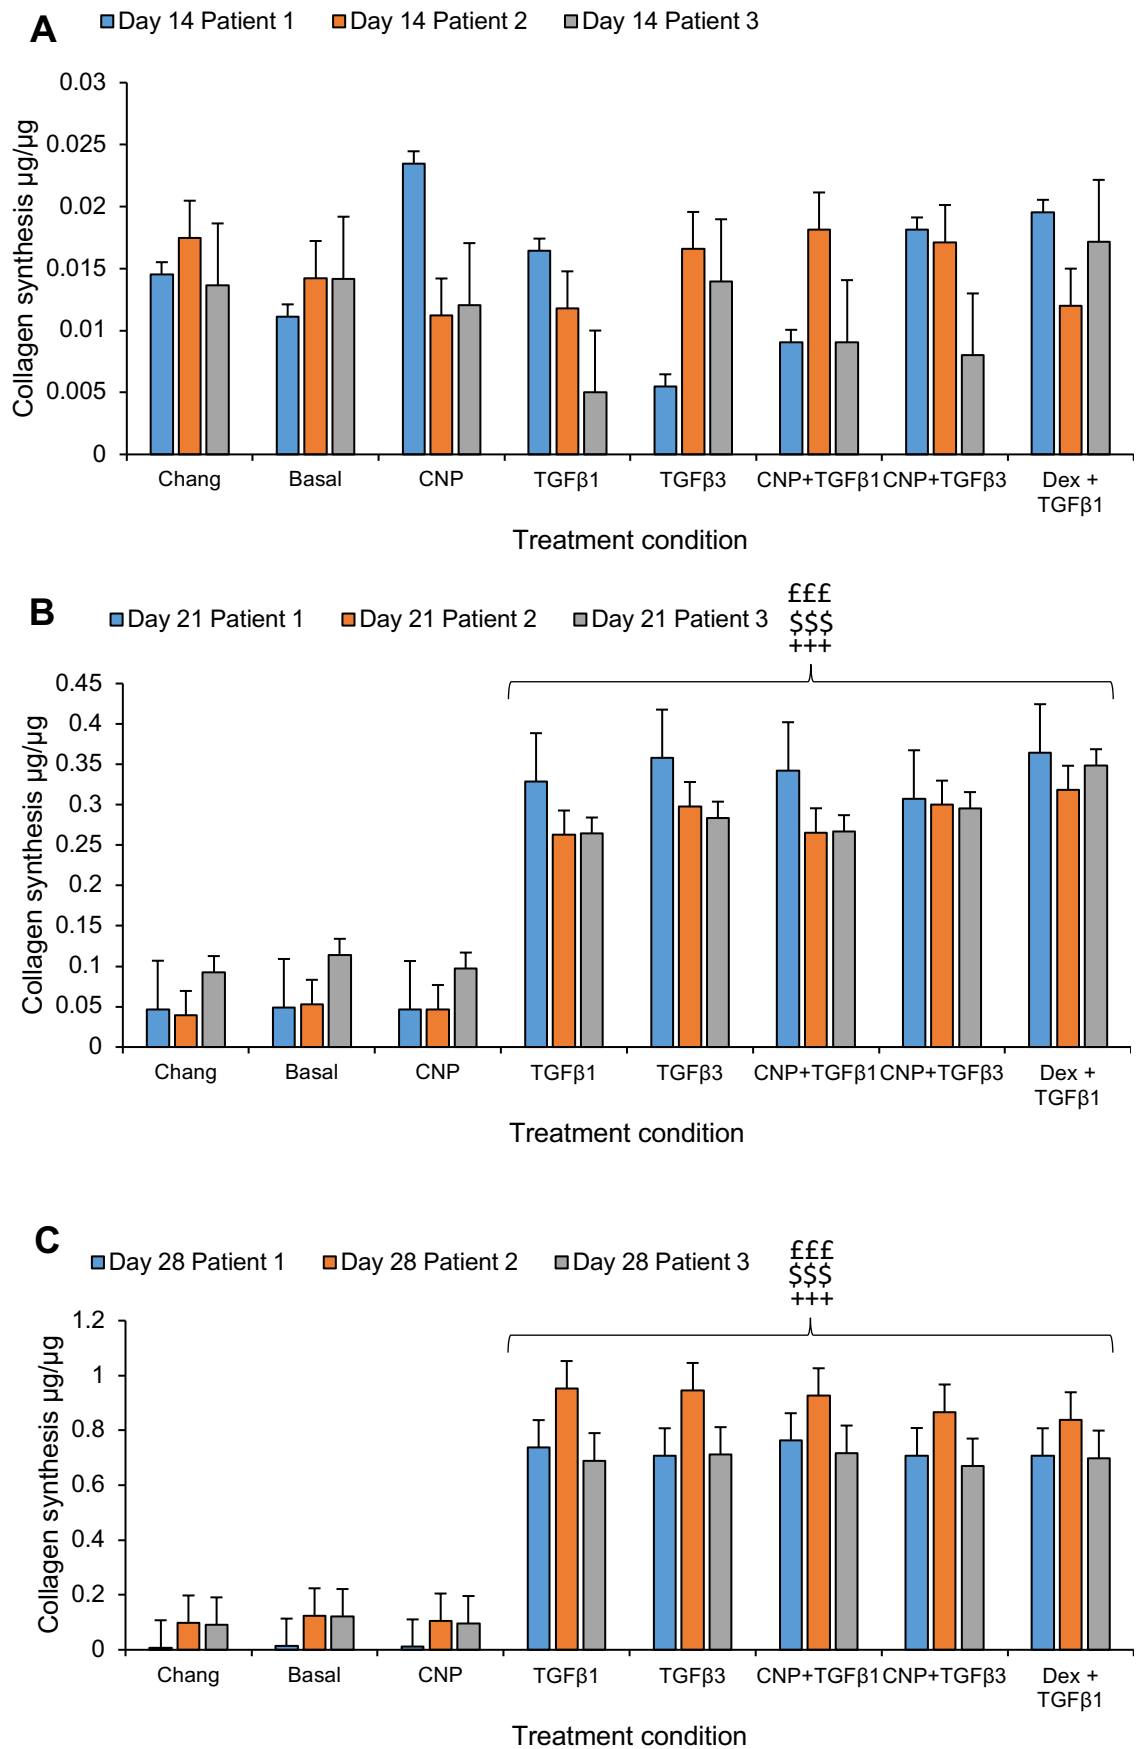 A
Day 14 Patient 1 Day 14 Patient 2 Day 14 Patient 3
Collagen synthesis µg/µg
0.03
0.025
0.02
0.015
0.01
0.005
0
Chang Basal CNP TGFβ1 TGFβ3 CNP+TGFβ1 CNP+TGFβ3 Dex +
TGFβ1
Treatment condition
B
Day 21 Patient 1 Day 21 Patient 2 Day 21 Patient 3
£££
$$$
+++
Collagen synthesis µg/µg
0.45
0.4
0.35
0.3
0.25
0.2
0.15
0.1
0.05
0
Chang Basal CNP TGFβ1 TGFβ3 CNP+TGFβ1 CNP+TGFβ3 Dex +
TGFβ1
Treatment condition
C
Day 28 Patient 1 Day 28 Patient 2 Day 28 Patient 3
£££
$$$
+++
Collagen synthesis µg/µg
1.2
1
0.8
0.6
0.4
0.2
0
Chang Basal CNP TGFβ1 TGFβ3 CNP+TGFβ1 CNP+TGFβ3 Dex +
TGFβ1
Treatment condition